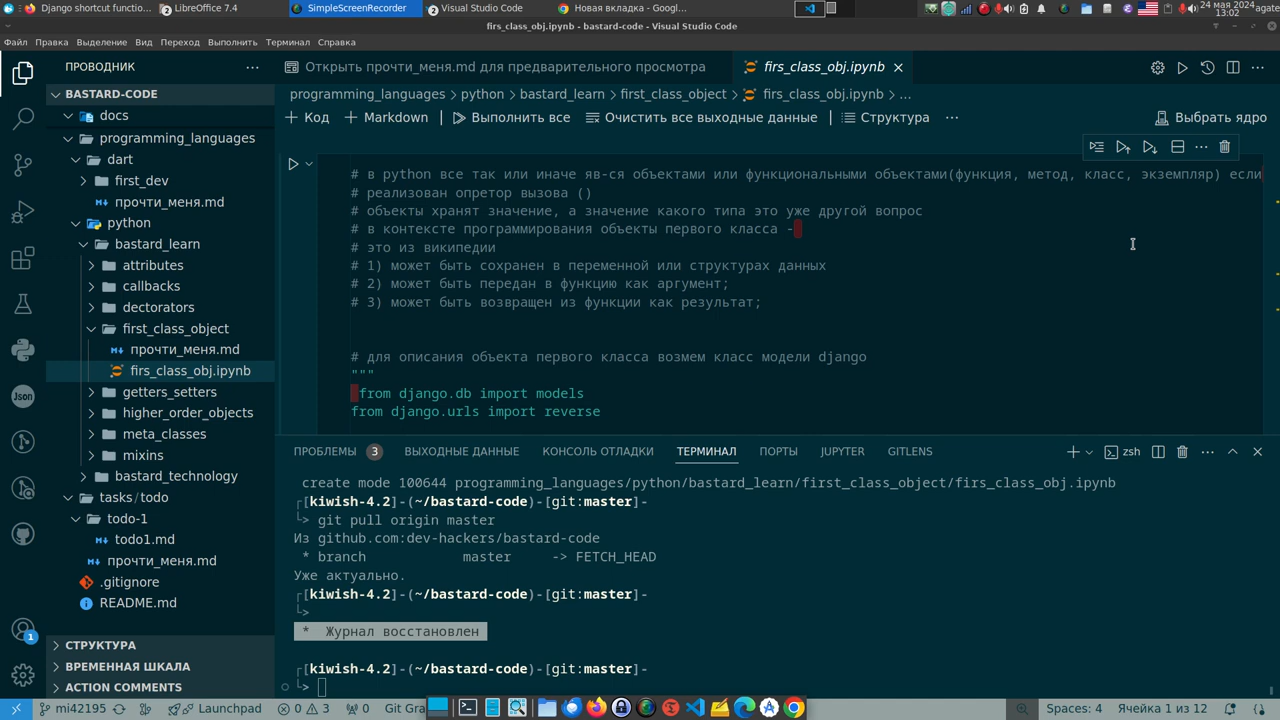 Django shortcut functio...
LibreOffice 7.4
SimpleScreenRecorder
Visual Studio Code
Новая вкладка - Googl...
24 мая 2024 agate
13:02
firs_class_obj.ipynb - bastard-code - Visual Studio Code
Файл Правка Выделение Вид Переход Выполнить Терминал Справка
ПРОВОДНИК
Открыть прочти_меня.md для предварительного просмотра
firs_class_obj.ipynb
BASTARD-CODE
programming_languages > python > bastard_learn > first_class_object > firs_class_obj.ipynb > ...
docs
+ Код + Markdown Выполнить все Очистить все выходные данные Структура ... Выбрать ядро
programming_languages
dart
first_dev
прочти_меня.md
python
bastard_learn
attributes
callbacks
dectorators
first_class_object
прочти_меня.md
firs_class_obj.ipynb
getters_setters
higher_order_objects
meta_classes
mixins
bastard_technology
tasks/todo
todo-1
todo1.md
прочти_меня.md
.gitignore
README.md
СТРУКТУРА
ВРЕМЕННАЯ ШКАЛА
ACTION COMMENTS
# в python все так или иначе яв-ся объектами или функциональными объектами(функция, метод, класс, экземпляр) если
# реализован опретор вызова ()
# объекты хранят значение, а значение какого типа это уже другой вопрос
# в контексте программирования объекты первого класса -
# это из википедии
# 1) может быть сохранен в переменной или структурах данных
# 2) может быть передан в функцию как аргумент;
# 3) может быть возвращен из функции как результат;
# для описания объекта первого класса возмем класс модели django
"""
from django.db import models
from django.urls import reverse
ПРОБЛЕМЫ 3 ВЫХОДНЫЕ ДАННЫЕ КОНСОЛЬ ОТЛАДКИ ТЕРМИНАЛ ПОРТЫ JUPYTER GITLENS
zsh
create mode 100644 programming_languages/python/bastard_learn/first_class_object/firs_class_obj.ipynb
┌[kiwish-4.2]-(~/bastard-code)-[git:master]-
└> git pull origin master
Из github.com:dev-hackers/bastard-code
* branch master -> FETCH_HEAD
Уже актуально.
┌[kiwish-4.2]-(~/bastard-code)-[git:master]-
└>
* Журнал восстановлен
┌[kiwish-4.2]-(~/bastard-code)-[git:master]-
└>
1
mi42195 Launchpad 0 3 0 Git Gra Spaces: 4 Ячейка 1 из 12